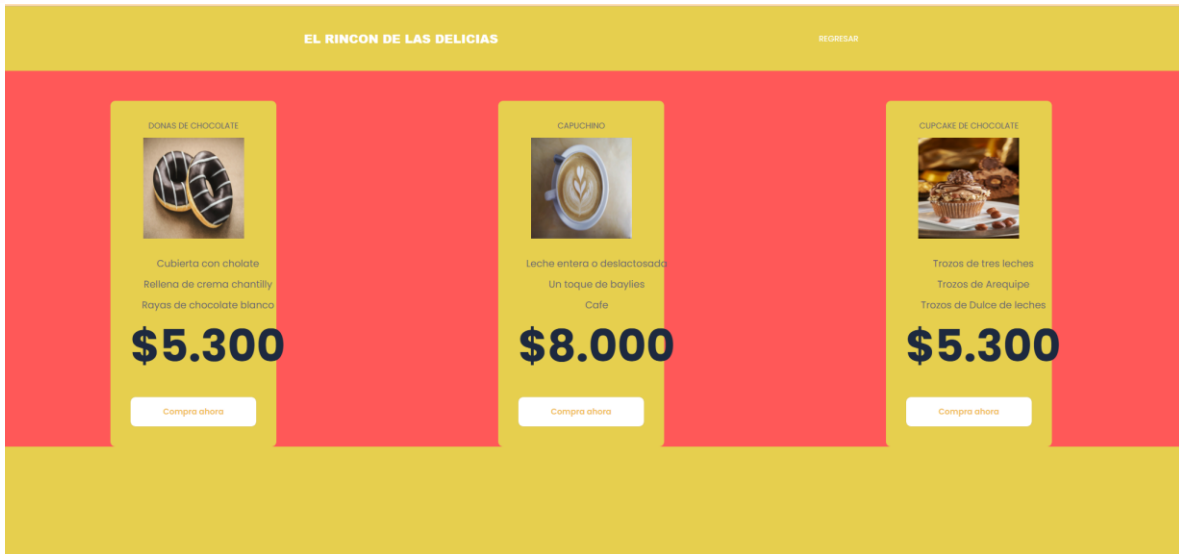 EL RINCON DE LAS DELICIAS
REGRESAR
DONAS DE CHOCOLATE
Cubierta con cholate
Rellena de crema chantilly
Rayas de chocolate blanco
$5.300
Compra ahora
CAPUCHINO
Leche entera o deslactosada
Un toque de baylies
Cafe
$8.000
Compra ahora
CUPCAKE DE CHOCOLATE
Trozos de tres leches
Trozos de Arequipe
Trozos de Dulce de leches
$5.300
Compra ahora